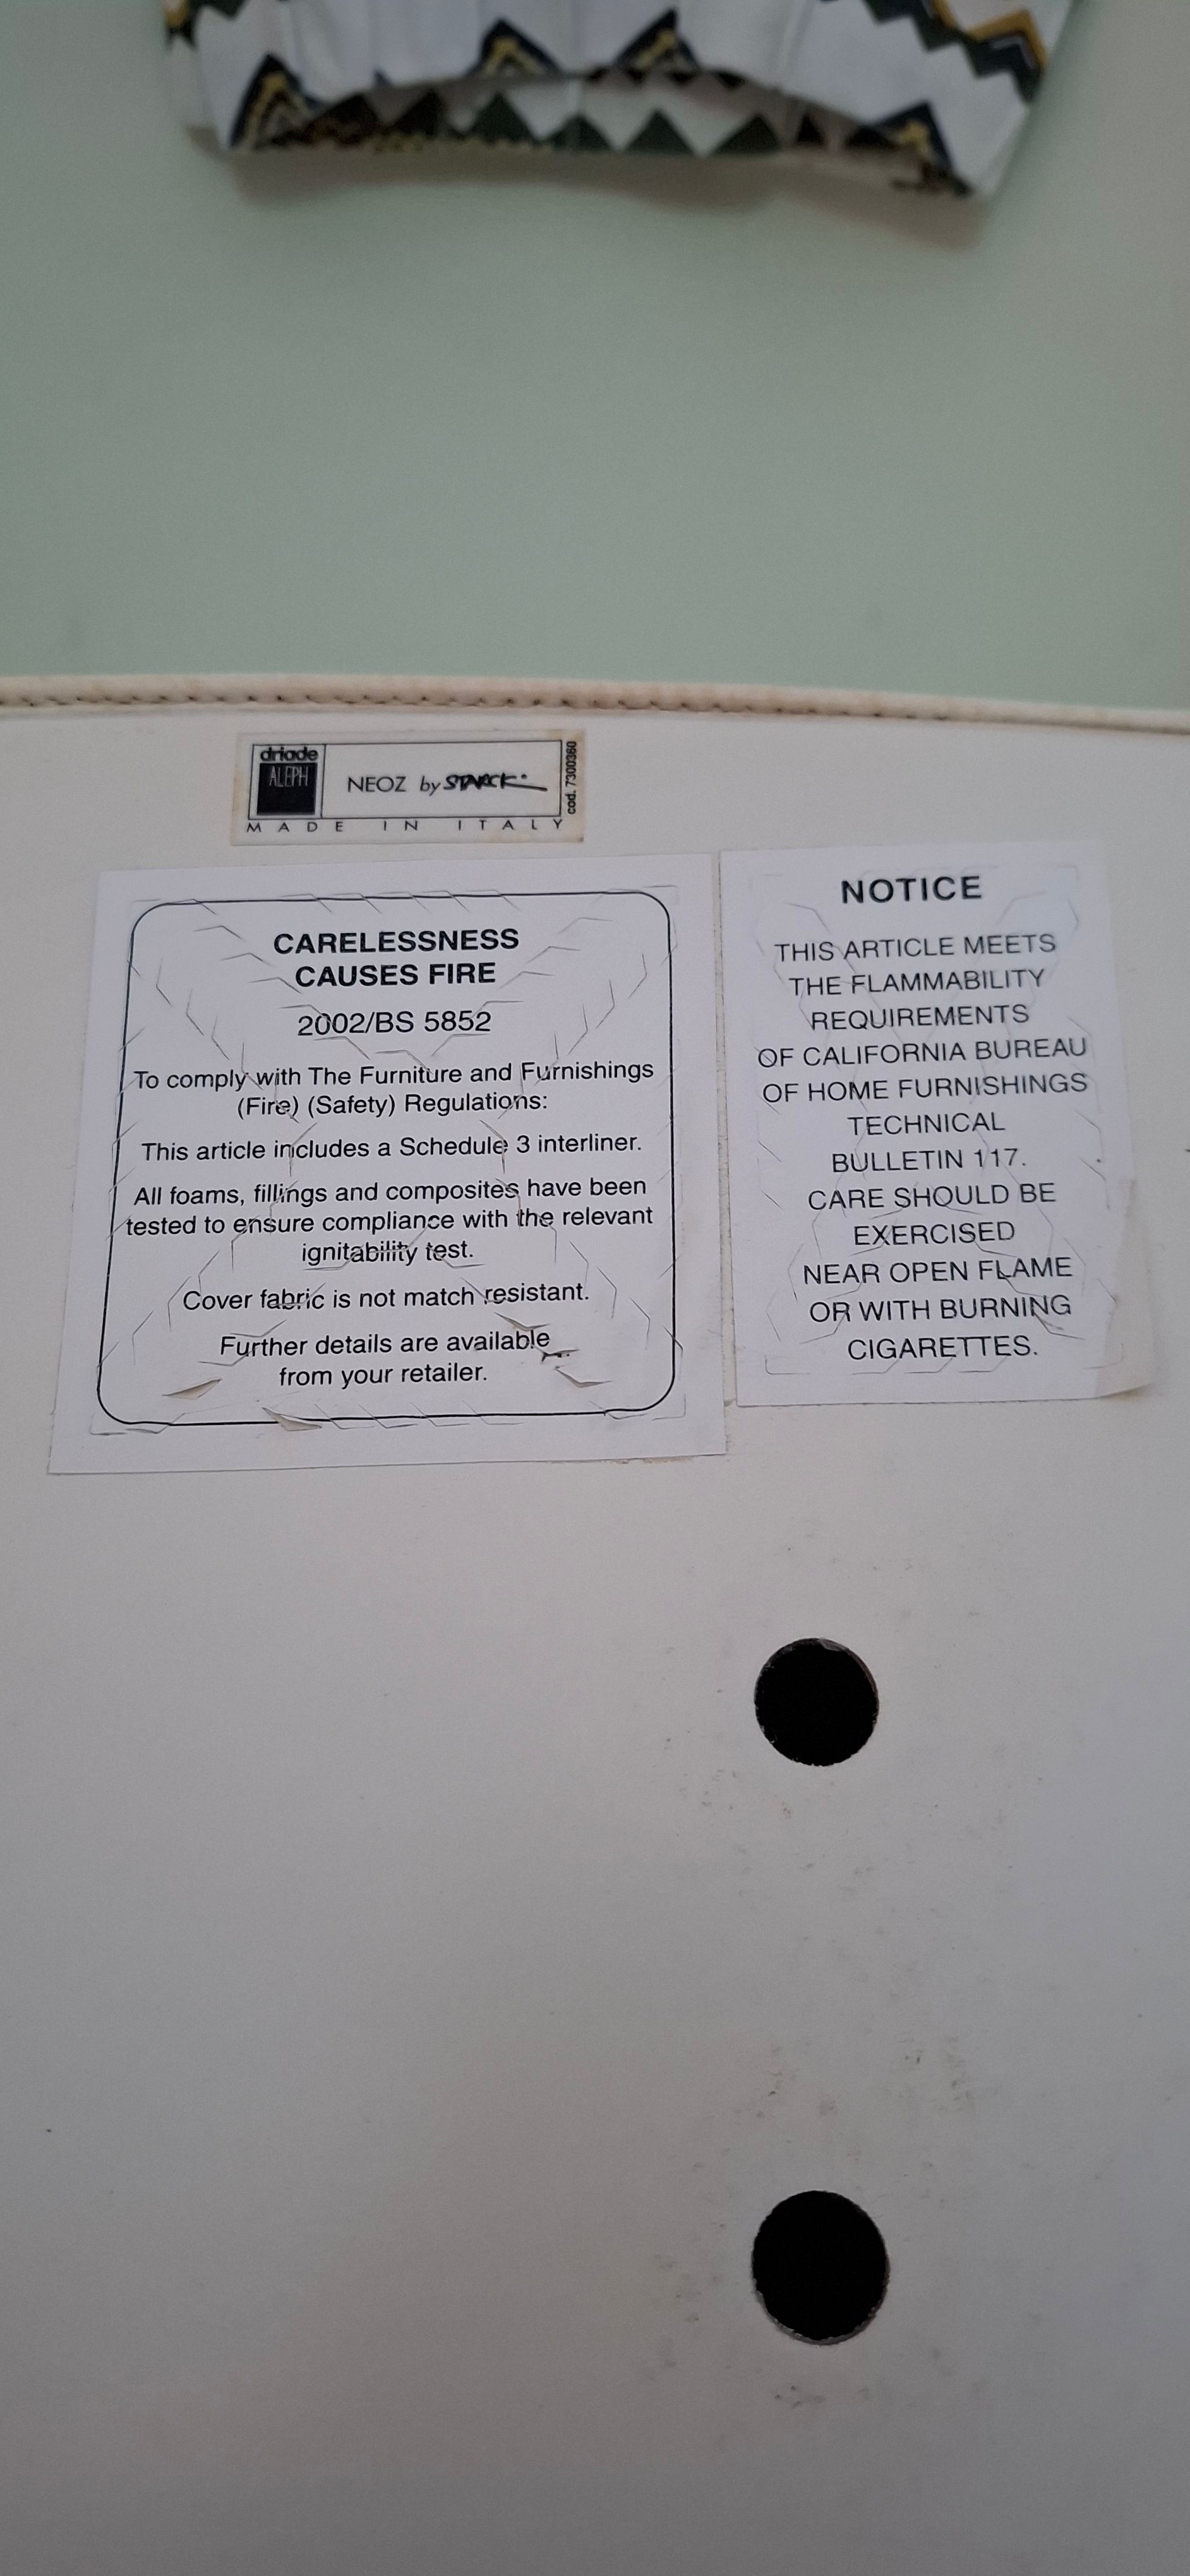 driade
ALEPH
NEOZ by STARCK
cod. 7300360
MADE IN ITALY
CARELESSNESS
CAUSES FIRE
2002/BS 5852
To comply with The Furniture and Furnishings
(Fire) (Safety) Regulations:
This article includes a Schedule 3 interliner.
All foams, fillings and composites have been
tested to ensure compliance with the relevant
ignitability test.
Cover fabric is not match resistant.
Further details are available
from your retailer.
NOTICE
THIS ARTICLE MEETS
THE FLAMMABILITY
REQUIREMENTS
OF CALIFORNIA BUREAU
OF HOME FURNISHINGS
TECHNICAL
BULLETIN 117.
CARE SHOULD BE
EXERCISED
NEAR OPEN FLAME
OR WITH BURNING
CIGARETTES.